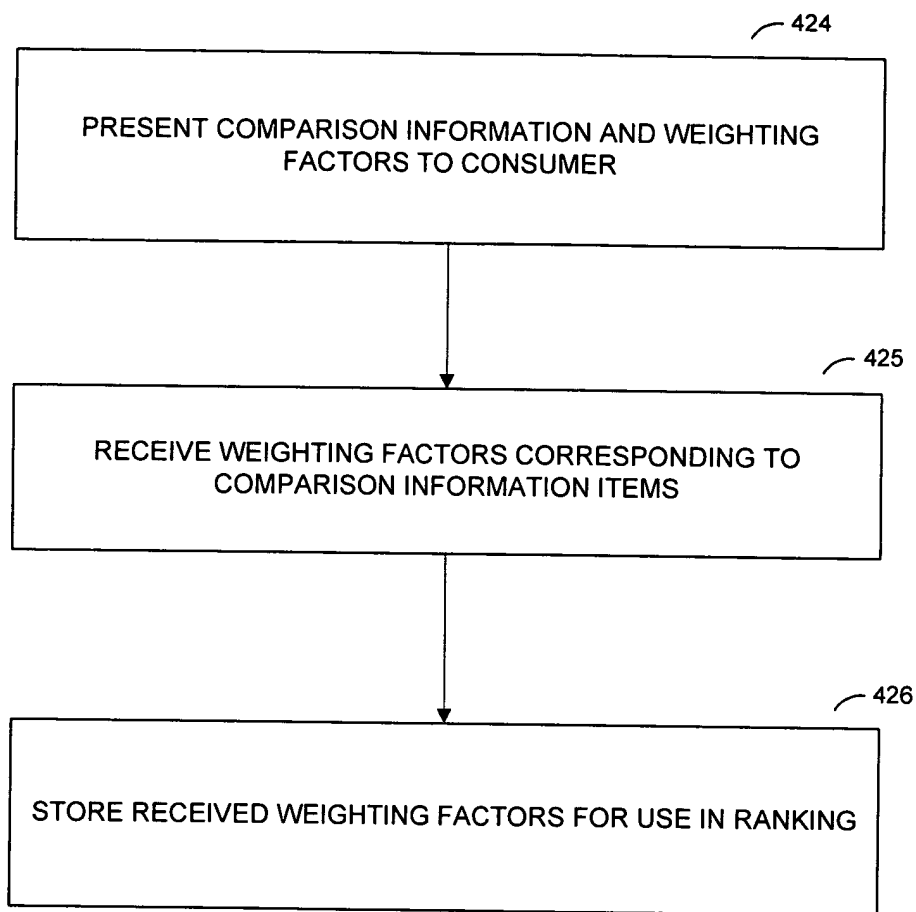 424
PRESENT COMPARISON INFORMATION AND WEIGHTING
FACTORS TO CONSUMER
425
RECEIVE WEIGHTING FACTORS CORRESPONDING TO
COMPARISON INFORMATION ITEMS
426
STORE RECEIVED WEIGHTING FACTORS FOR USE IN RANKING